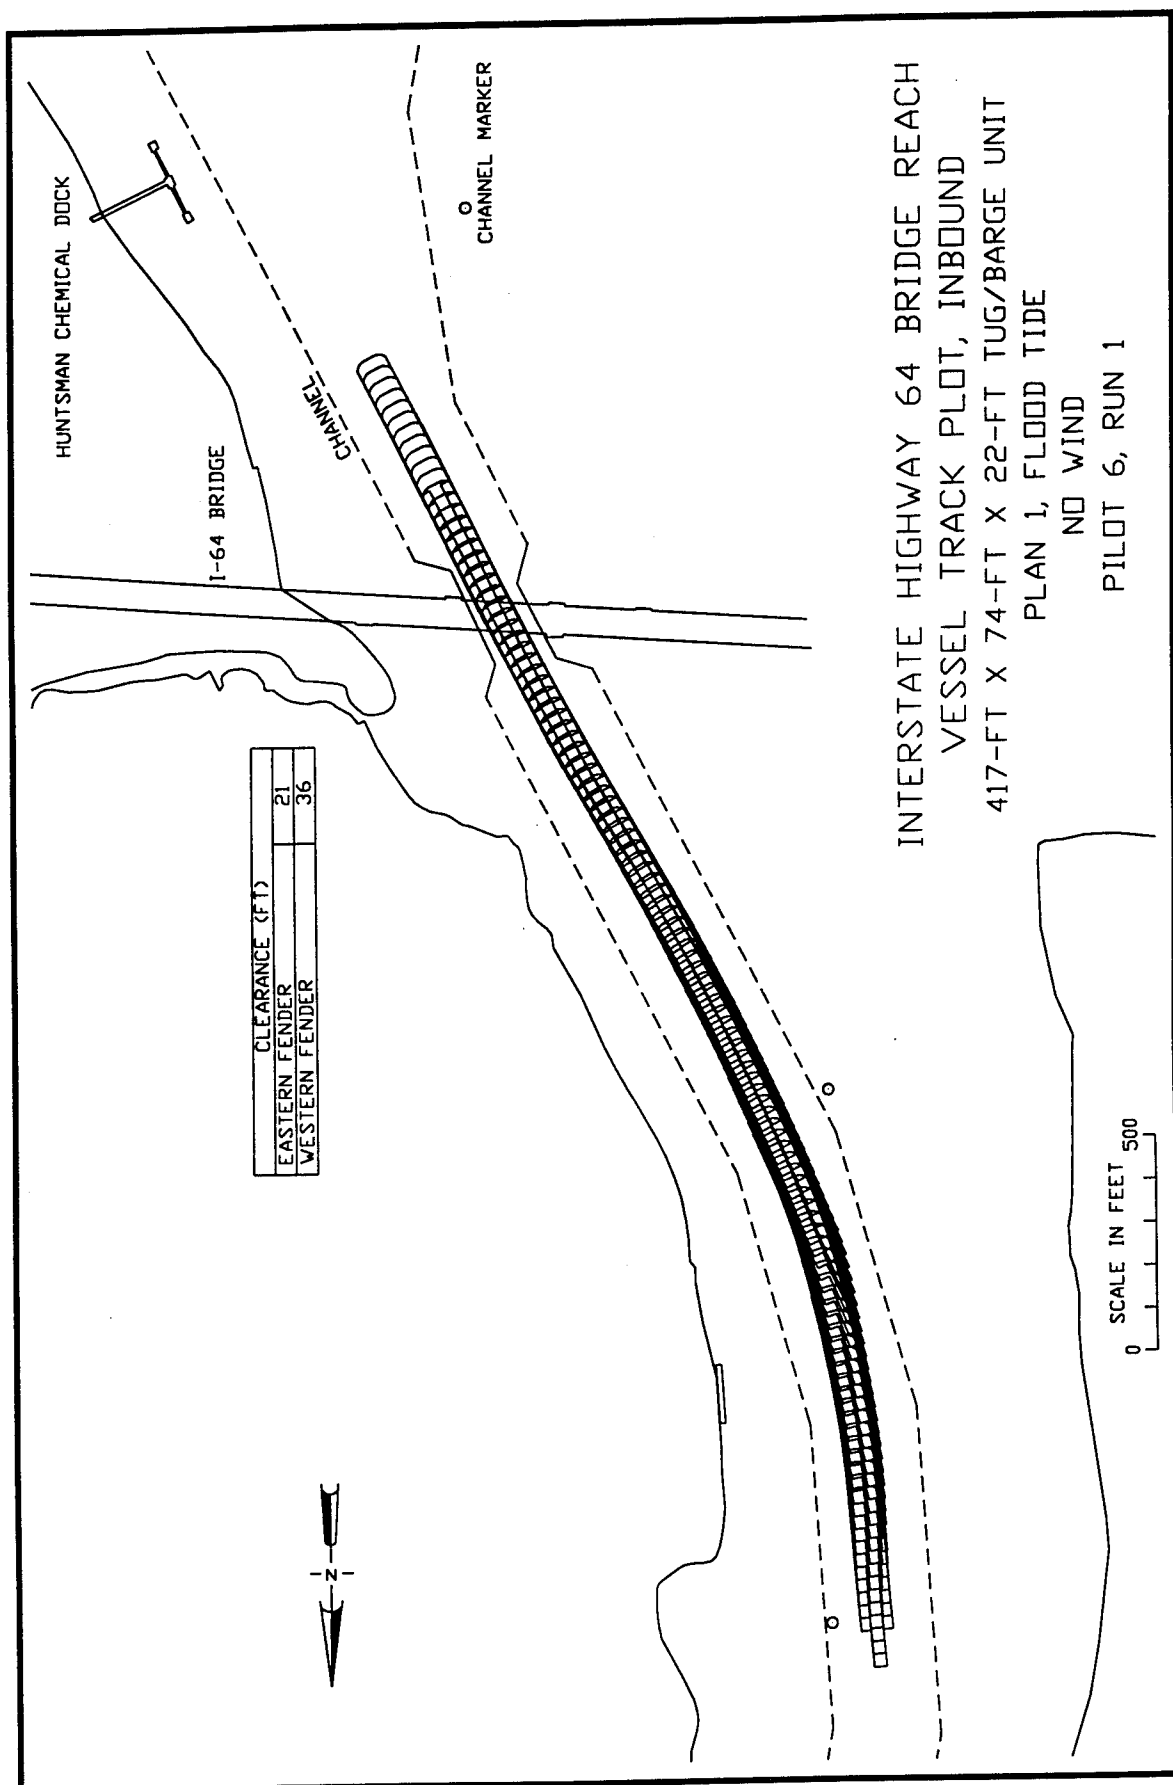 HUNTSMAN CHEMICAL DOCK
CHANNEL MARKER
CHANNEL
I-64 BRIDGE
CLEARANCE (FT)
EASTERN FENDER 21
WESTERN FENDER 36
-N-
INTERSTATE HIGHWAY 64 BRIDGE REACH
VESSEL TRACK PLOT, INBOUND
417-FT X 74-FT X 22-FT TUG/BARGE UNIT
PLAN 1, FLOOD TIDE
NO WIND
PILOT 6, RUN 1
SCALE IN FEET
0 500